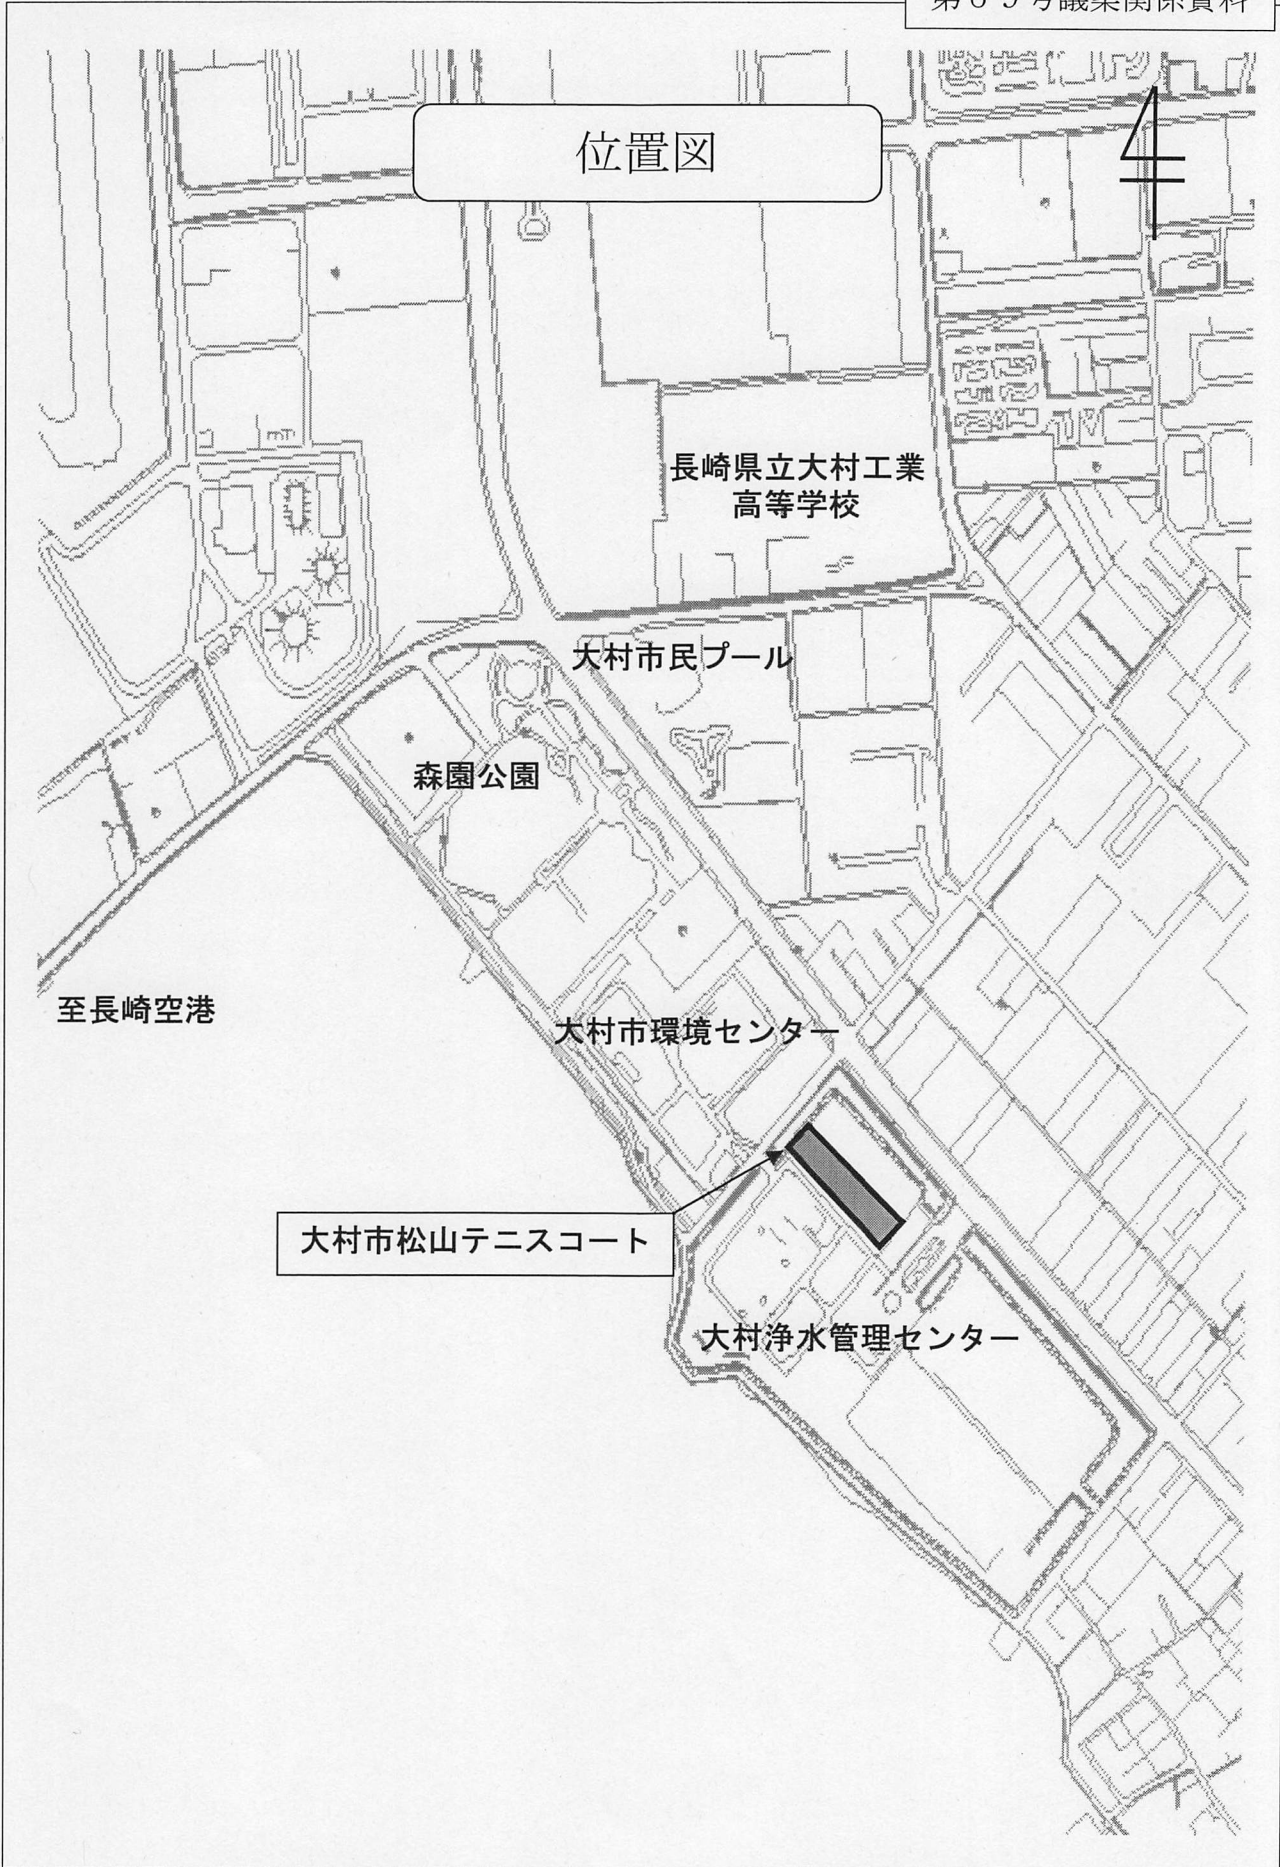 位置図
長崎県立大村工業
高等学校
大村市民プール
森園公園
至長崎空港
大村市環境センター
大村市松山テニスコート
大村浄水管理センター